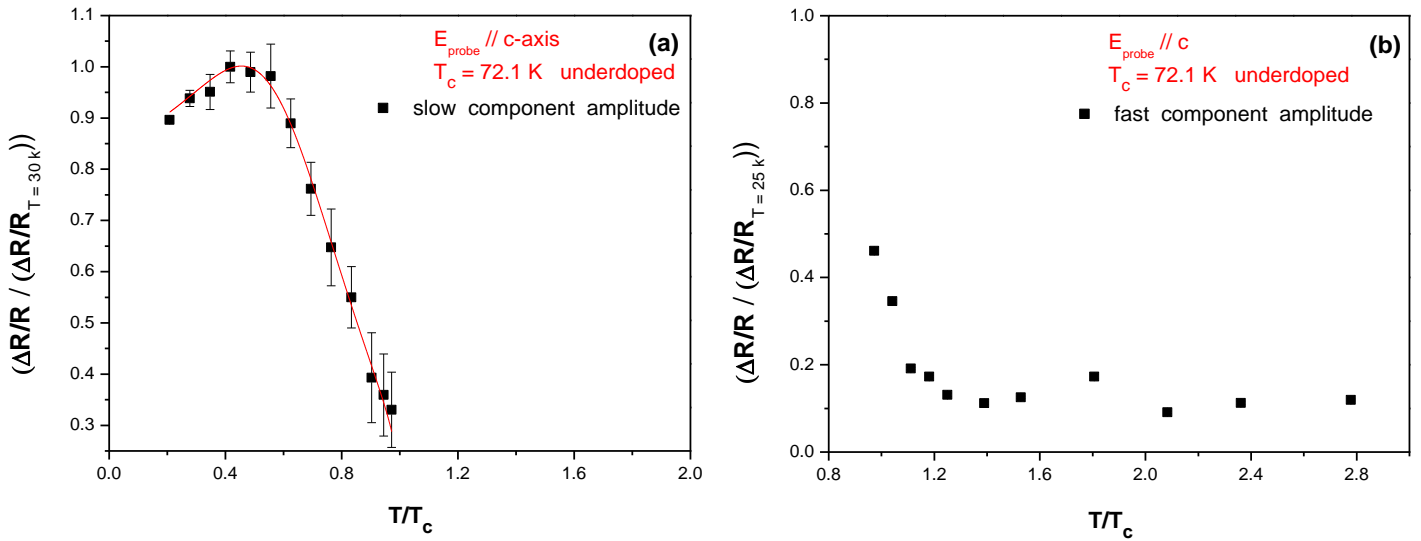 (a)
E_probe // c-axis
T_c = 72.1 K underdoped
slow component amplitude
1.1
1.0
0.9
0.8
0.7
0.6
0.5
0.4
0.3
0.0
0.4
0.8
1.2
1.6
2.0
(ΔR/R / (ΔR/R_T = 30 k))
T/T_c
(b)
E_probe // c
T_c = 72.1 K underdoped
fast component amplitude
1.0
0.8
0.6
0.4
0.2
0.0
0.8
1.2
1.6
2.0
2.4
2.8
(ΔR/R / (ΔR/R_T = 25 k))
T/T_c